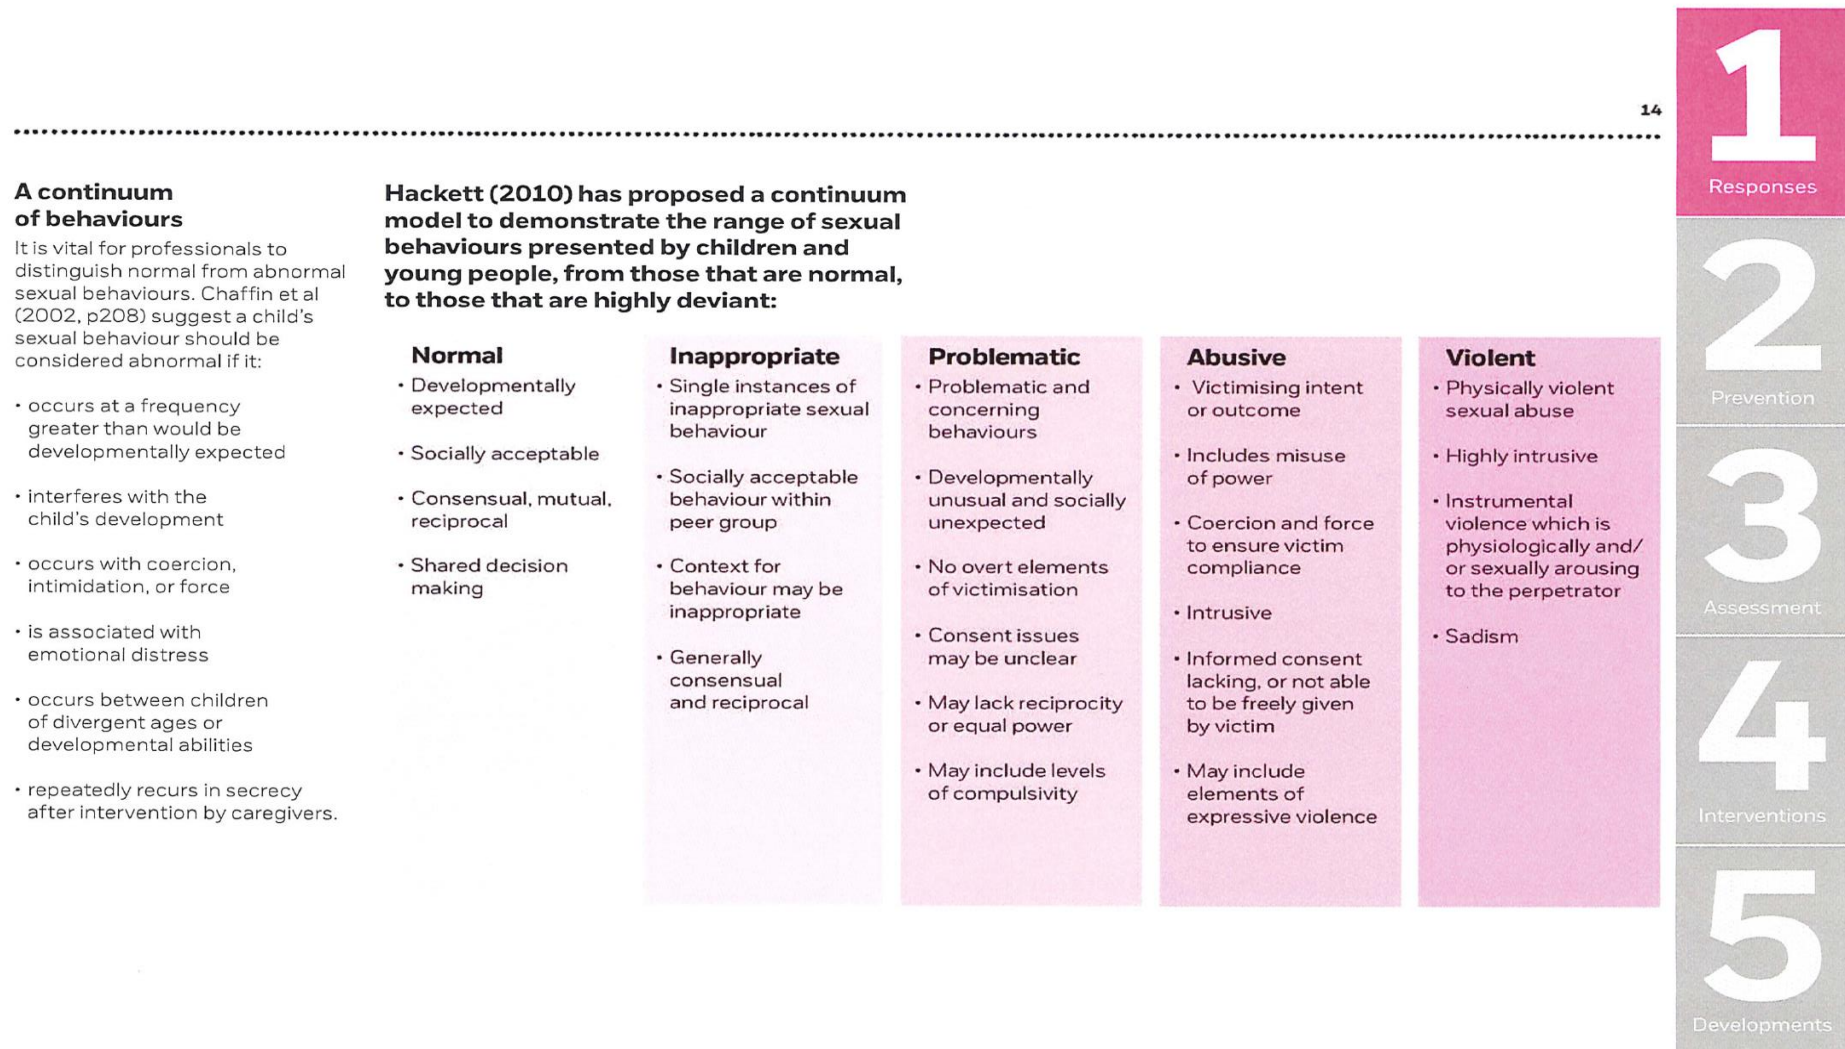 14
A continuum
of behaviours
It is vital for professionals to
distinguish normal from abnormal
sexual behaviours. Chaffin et al
(2002, p208) suggest a child's
sexual behaviour should be
considered abnormal if it:
• occurs at a frequency
greater than would be
developmentally expected
• interferes with the
child's development
• occurs with coercion,
intimidation, or force
• is associated with
emotional distress
• occurs between children
of divergent ages or
developmental abilities
• repeatedly recurs in secrecy
after intervention by caregivers.
Hackett (2010) has proposed a continuum
model to demonstrate the range of sexual
behaviours presented by children and
young people, from those that are normal,
to those that are highly deviant:
Normal
• Developmentally
expected
• Socially acceptable
• Consensual, mutual,
reciprocal
• Shared decision
making
Inappropriate
• Single instances of
inappropriate sexual
behaviour
• Socially acceptable
behaviour within
peer group
• Context for
behaviour may be
inappropriate
• Generally
consensual
and reciprocal
Problematic
• Problematic and
concerning
behaviours
• Developmentally
unusual and socially
unexpected
• No overt elements
of victimisation
• Consent issues
may be unclear
• May lack reciprocity
or equal power
• May include levels
of compulsivity
Abusive
• Victimising intent
or outcome
• Includes misuse
of power
• Coercion and force
to ensure victim
compliance
• Intrusive
• Informed consent
lacking, or not able
to be freely given
by victim
• May include
elements of
expressive violence
Violent
• Physically violent
sexual abuse
• Highly intrusive
• Instrumental
violence which is
physiologically and/
or sexually arousing
to the perpetrator
• Sadism
1
Responses
2
Prevention
3
Assessment
4
Interventions
5
Developments